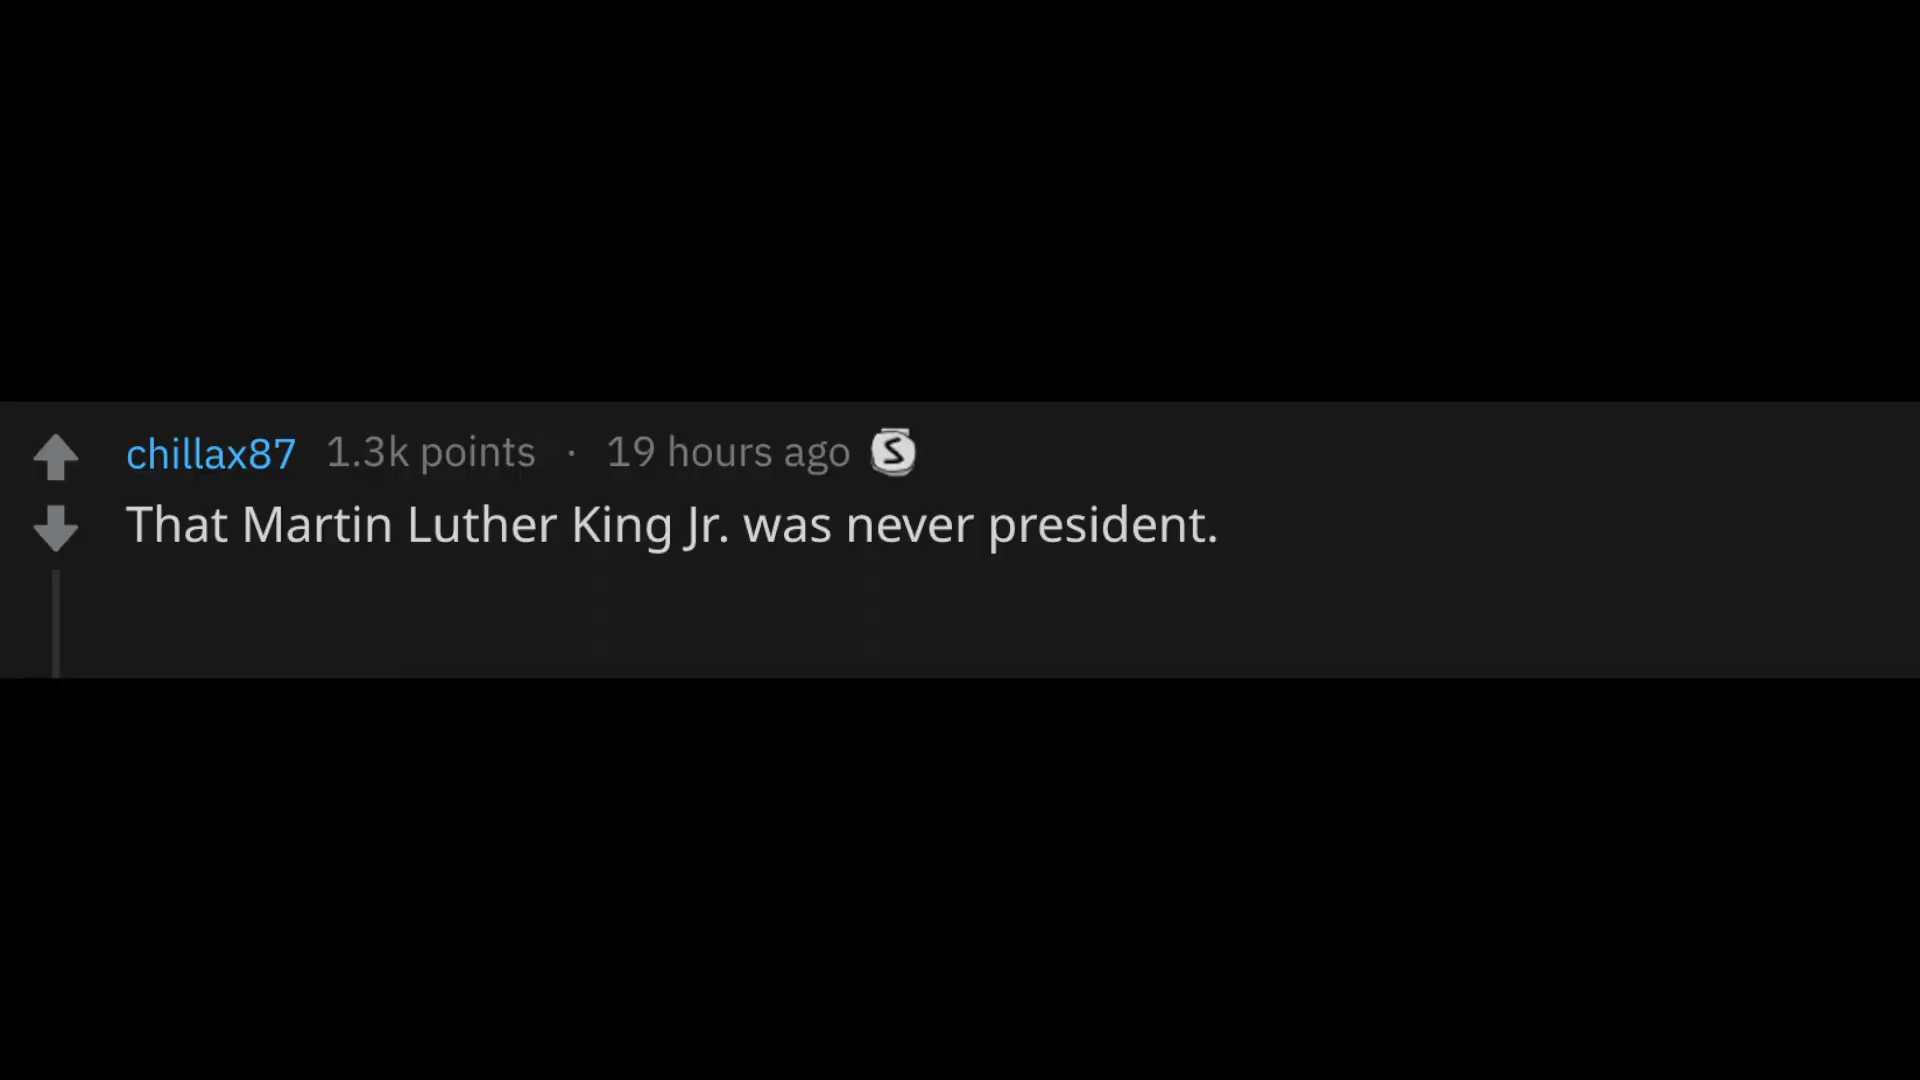 chillax87 1.3k points · 19 hours ago S
That Martin Luther King Jr. was never president.